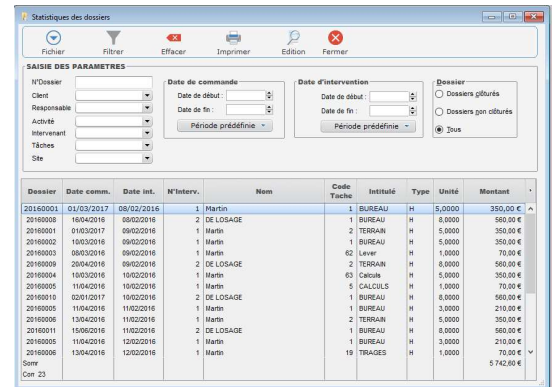 Statistiques des dossiers
Fichier Filtrer Effacer Imprimer Edition Fermer
SAISIE DES PARAMETRES
N°Dossier
Client
Responsable
Activité
Intervenant
Tâches
Site
Date de commande
Date de début :
Date de fin :
Période prédéfinie
Date d'intervention
Date de début :
Date de fin :
Période prédéfinie
Dossier
Dossiers clôturés
Dossiers non clôturés
Tous
Dossier Date comm. Date int. N°Interv. Nom Code Tache Intitulé Type Unité Montant
20160001 01/03/2017 08/02/2016 1 Martin 1 BUREAU H 5,0000 350,00 €
20160008 16/04/2016 08/02/2016 2 DE LOSAGE 1 BUREAU H 8,0000 560,00 €
20160001 01/03/2017 09/02/2016 1 Martin 2 TERRAIN H 5,0000 350,00 €
20160002 10/03/2016 09/02/2016 1 Martin 1 BUREAU H 5,0000 350,00 €
20160003 08/03/2016 09/02/2016 1 Martin 62 Lever H 1,0000 70,00 €
20160009 20/04/2016 09/02/2016 2 DE LOSAGE 2 TERRAIN H 8,0000 560,00 €
20160004 10/03/2016 10/02/2016 1 Martin 63 Calculs H 5,0000 350,00 €
20160005 11/04/2016 10/02/2016 1 Martin 5 CALCULS H 1,0000 70,00 €
20160010 02/01/2017 10/02/2016 2 DE LOSAGE 1 BUREAU H 8,0000 560,00 €
20160005 11/04/2016 11/02/2016 1 Martin 1 BUREAU H 3,0000 210,00 €
20160006 13/04/2016 11/02/2016 1 Martin 2 TERRAIN H 5,0000 350,00 €
20160011 15/06/2016 11/02/2016 2 DE LOSAGE 1 BUREAU H 8,0000 560,00 €
20160005 11/04/2016 12/02/2016 1 Martin 1 BUREAU H 3,0000 210,00 €
20160006 13/04/2016 12/02/2016 1 Martin 19 TIRAGES H 1,0000 70,00 €
Somr 5 742,60 €
Con 23